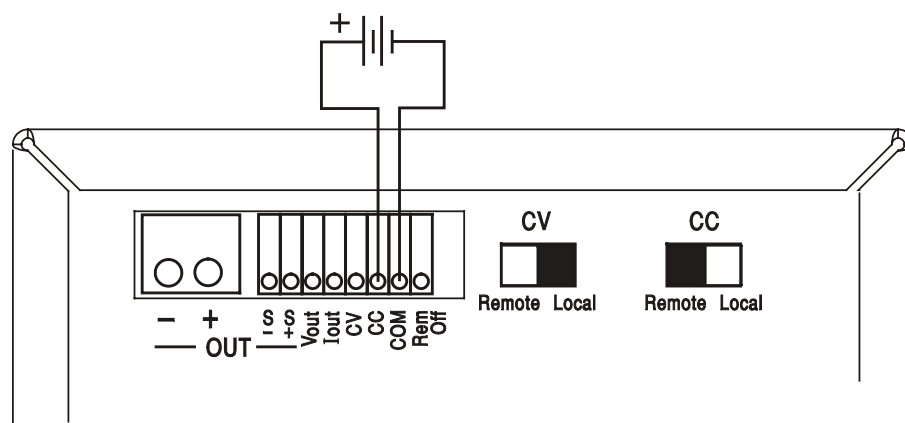 +
CV CC
Remote Local Remote Local
− +
OUT
S −
S +
Vout
Iout
CV
CC
COM
Rem Off